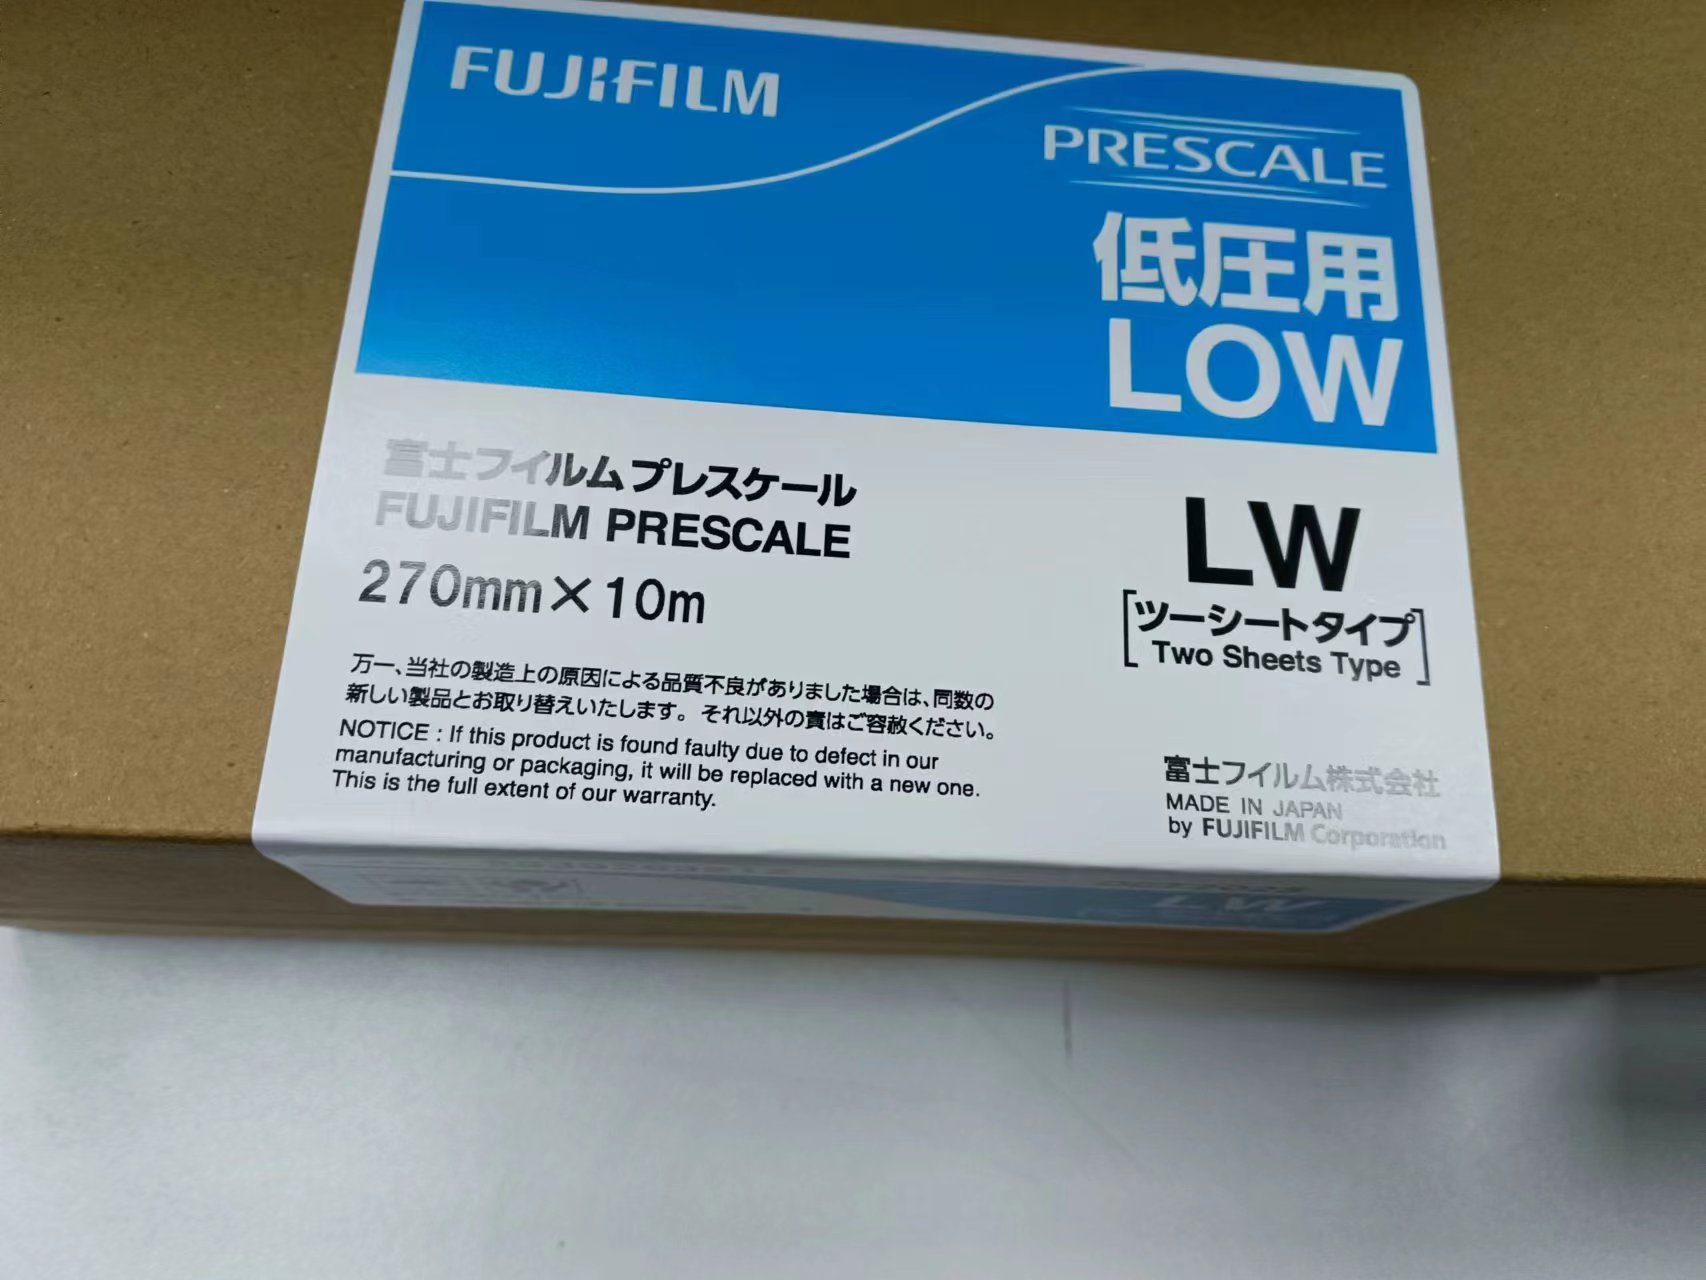 FUJIFILM
PRESCALE
低圧用
LOW
富士フイルムプレスケール
FUJIFILM PRESCALE
270mm×10m
LW
[ツーシートタイプ]
Two Sheets Type
万一、当社の製造上の原因による品質不良がありました場合は、同数の
新しい製品とお取り替えいたします。それ以外の責はご容赦ください。
NOTICE : If this product is found faulty due to defect in our
manufacturing or packaging, it will be replaced with a new one.
This is the full extent of our warranty.
富士フイルム株式会社
MADE IN JAPAN
by FUJIFILM Corporation
LW